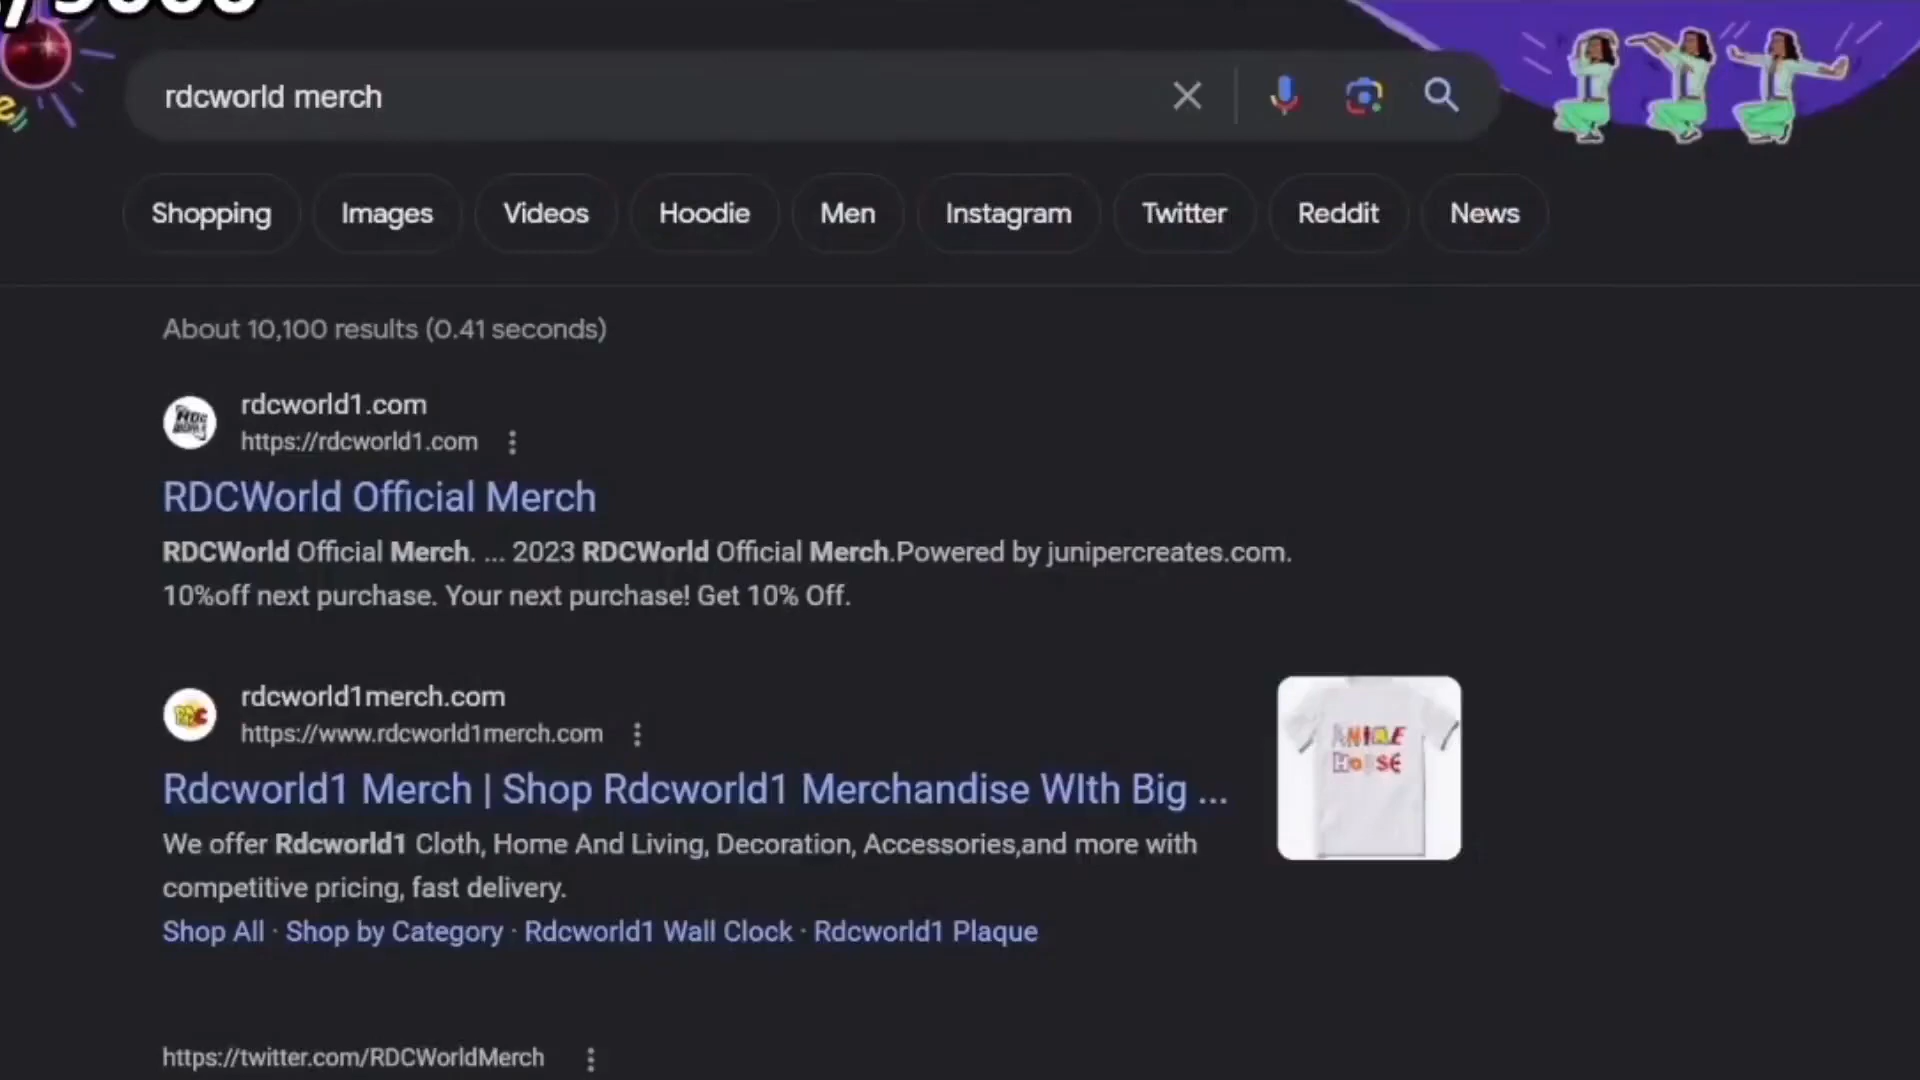 rdcworld merch
Shopping Images Videos Hoodie Men Instagram Twitter Reddit News
About 10,100 results (0.41 seconds)
rdcworld1.com
https://rdcworld1.com
RDCWorld Official Merch
RDCWorld Official Merch. ... 2023 RDCWorld Official Merch.Powered by junipercreates.com.
10%off next purchase. Your next purchase! Get 10% Off.
rdcworld1merch.com
https://www.rdcworld1merch.com
Rdcworld1 Merch | Shop Rdcworld1 Merchandise WIth Big ...
ANIME
HOUSE
We offer Rdcworld1 Cloth, Home And Living, Decoration, Accessories,and more with
competitive pricing, fast delivery.
Shop All · Shop by Category · Rdcworld1 Wall Clock · Rdcworld1 Plaque
https://twitter.com/RDCWorldMerch